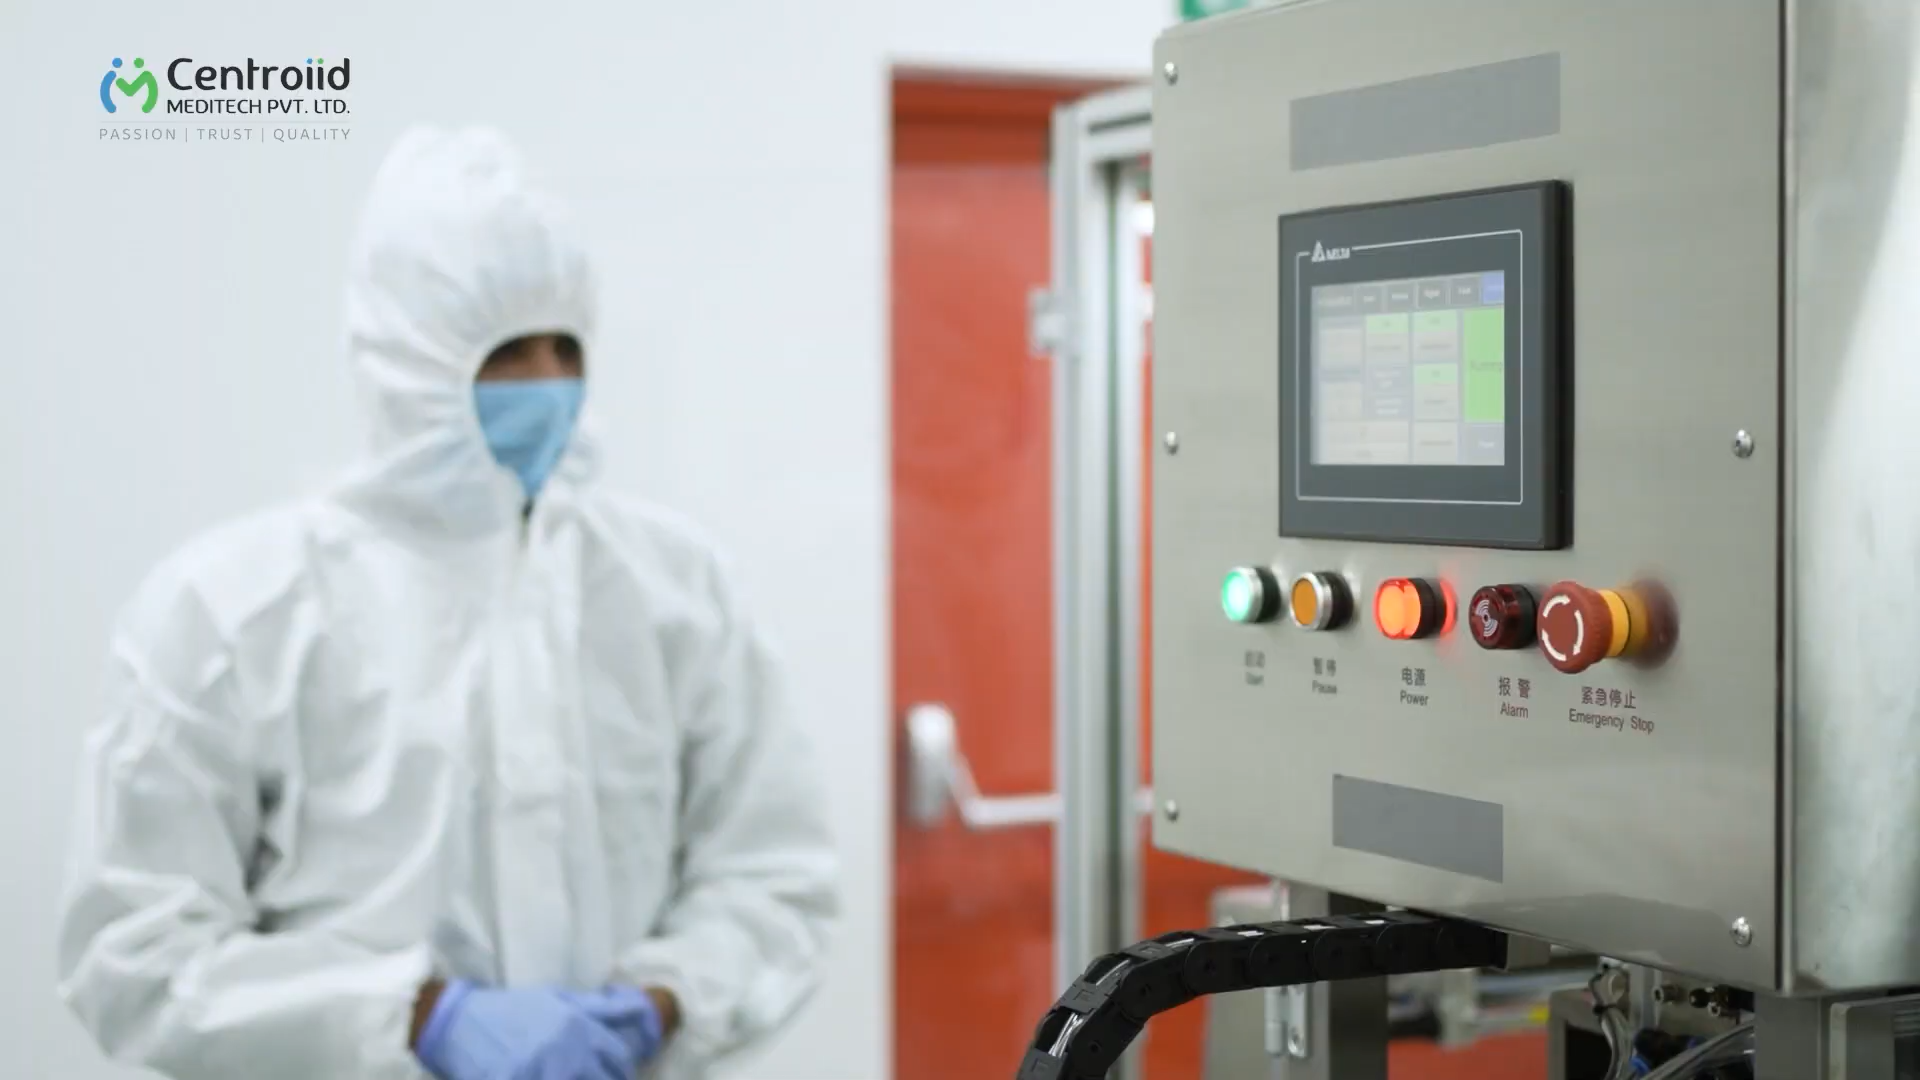 Centroiid
MEDITECH PVT. LTD.
PASSION | TRUST | QUALITY
DELTA
启动
Start
暂停
Pause
电源
Power
报警
Alarm
紧急停止
Emergency Stop